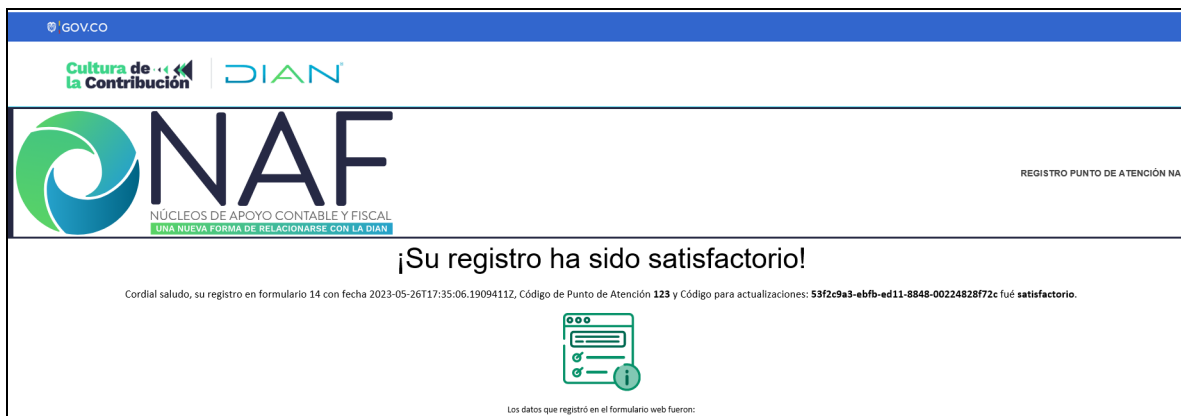 GOV.CO
Cultura de
la Contribución
DIAN
NAF
NÚCLEOS DE APOYO CONTABLE Y FISCAL
UNA NUEVA FORMA DE RELACIONARSE CON LA DIAN
REGISTRO PUNTO DE ATENCIÓN NA
¡Su registro ha sido satisfactorio!
Cordial saludo, su registro en formulario 14 con fecha 2023-05-26T17:35:06.1909411Z, Código de Punto de Atención 123 y Código para actualizaciones: 53f2c9a3-ebfb-ed11-8848-00224828f72c fué satisfactorio.
Los datos que registró en el formulario web fueron: